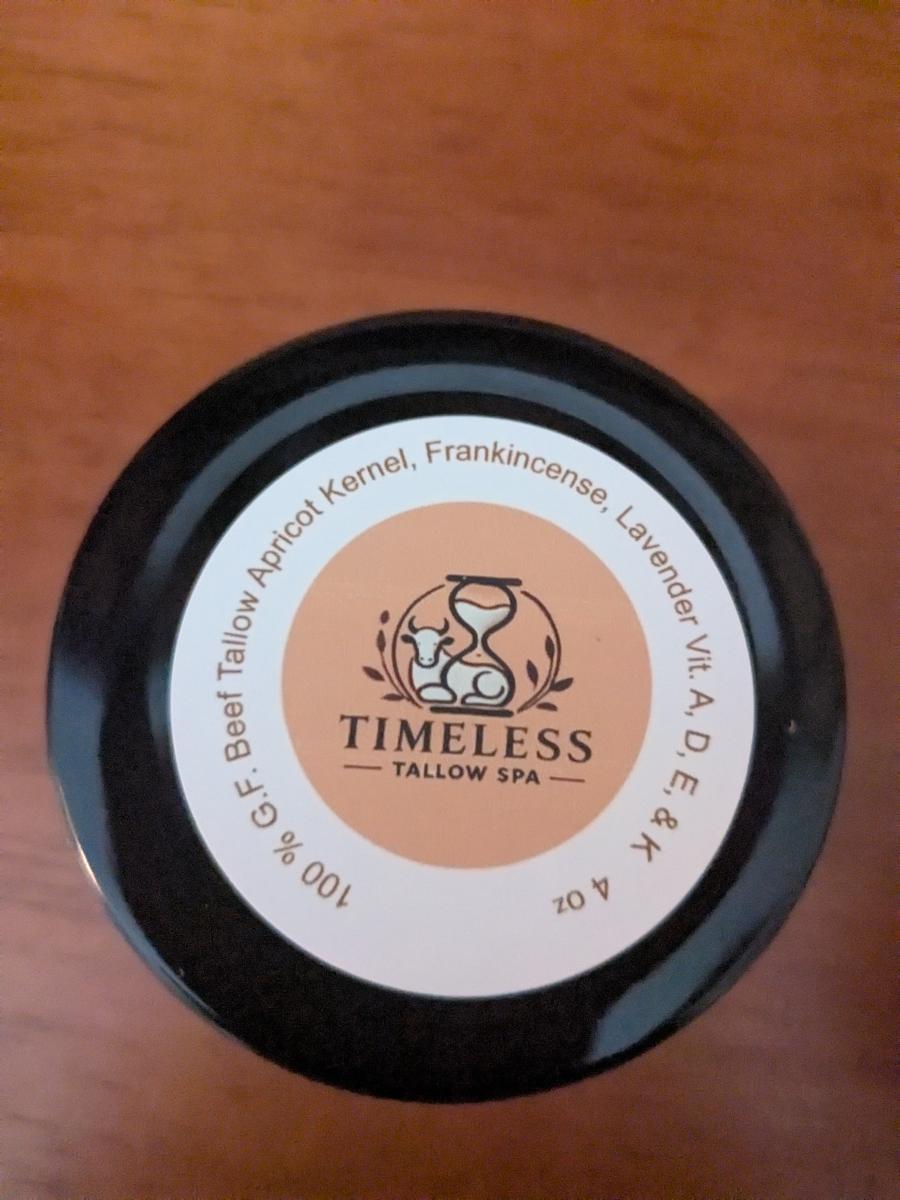 100 % G.F. Beef Tallow Apricot Kernel, Frankincense, Lavender Vit. A, D, E, & K 4 oz
TIMELESS
TALLOW SPA